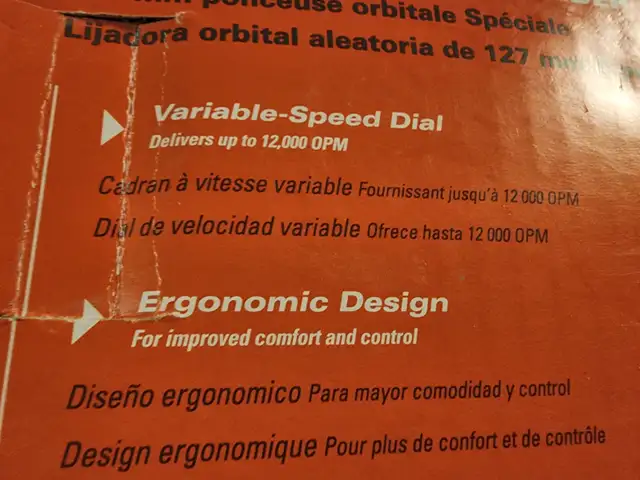 ponceuse orbitale Spéciale
Lijadora orbital aleatoria de 127 mm
Variable-Speed Dial
Delivers up to 12,000 OPM
Cadran à vitesse variable Fournissant jusqu'à 12 000 OPM
Dial de velocidad variable Ofrece hasta 12 000 OPM
Ergonomic Design
For improved comfort and control
Diseño ergonomico Para mayor comodidad y control
Design ergonomique Pour plus de confort et de contrôle